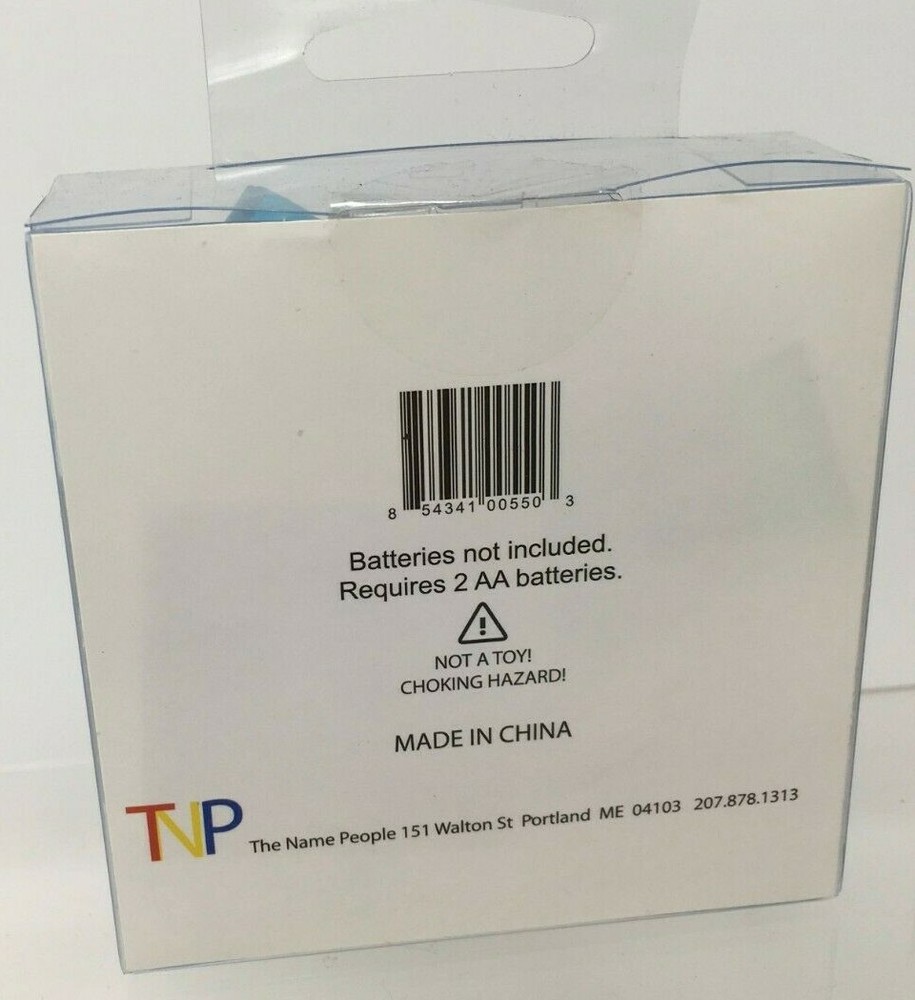 8 54341 00550 3
Batteries not included.
Requires 2 AA batteries.
NOT A TOY!
CHOKING HAZARD!
MADE IN CHINA
TNP The Name People 151 Walton St Portland ME 04103 207.878.1313